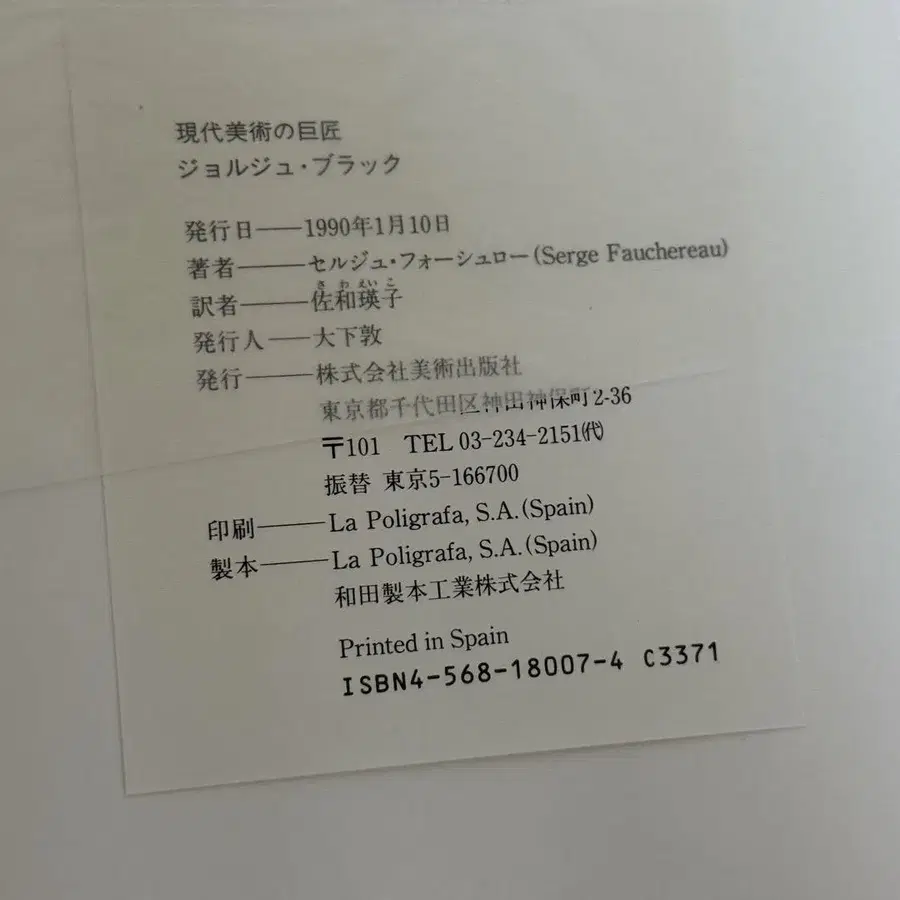 現代美術の巨匠
ジョルジュ・ブラック
発行日——1990年1月10日
著者———セルジュ・フォーシュロー(Serge Fauchereau)
さわえいこ
訳者———佐和瑛子
発行人——大下敦
発行———株式会社美術出版社
東京都千代田区神田神保町2-36
〒101 TEL 03-234-2151㈹
振替 東京5-166700
印刷———La Poligrafa, S.A.(Spain)
製本———La Poligrafa, S.A.(Spain)
和田製本工業株式会社
Printed in Spain
ISBN4-568-18007-4 C3371